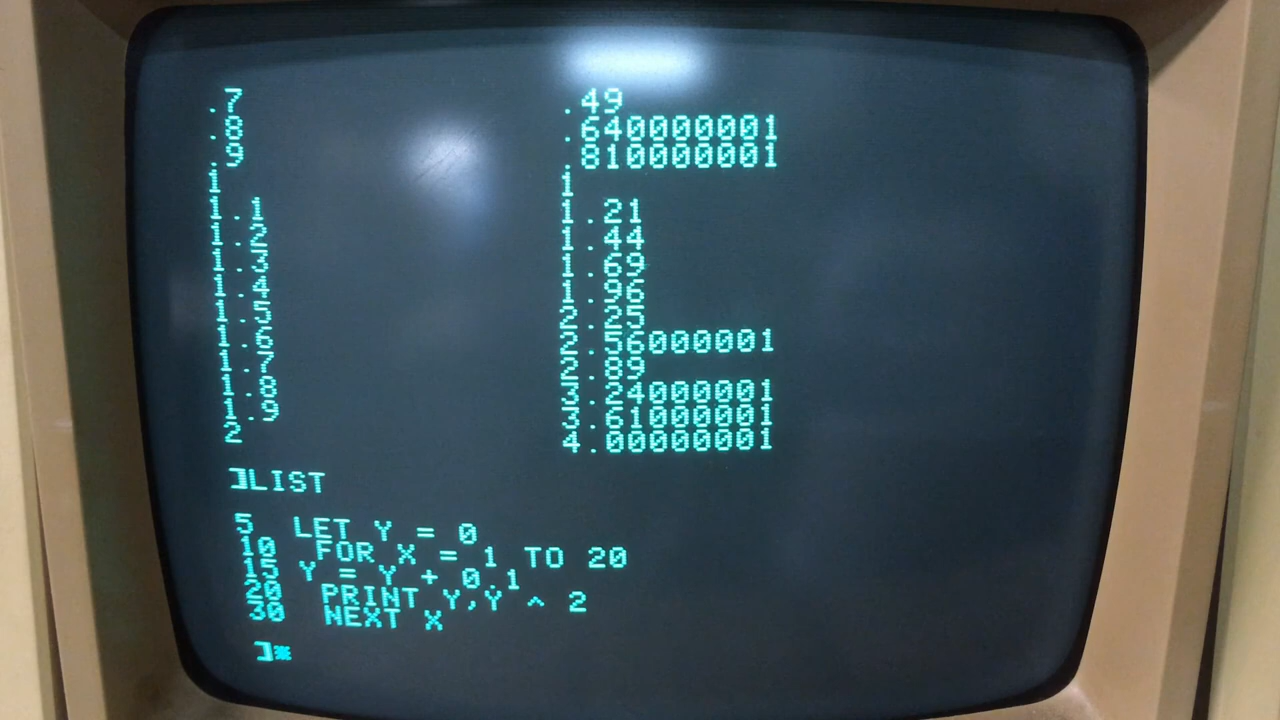 .7 .49
.8 .640000001
.9 .810000001
1 1
1.1 1.21
1.2 1.44
1.3 1.69
1.4 1.96
1.5 2.25
1.6 2.56000001
1.7 2.89
1.8 3.24000001
1.9 3.61000001
2 4.00000001
]LIST
5 LET Y = 0
10 FOR X = 1 TO 20
15 Y = Y + 0.1
20 PRINT Y,Y ^ 2
30 NEXT X
]*